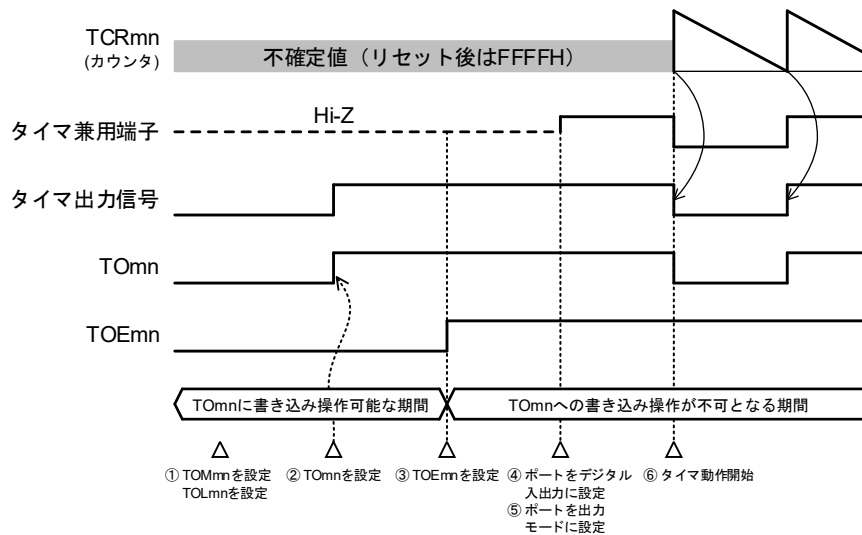 TCRmn
(カウンタ)
不確定値（リセット後はFFFFH）
Hi-Z
タイマ兼用端子
タイマ出力信号
TOmn
TOEmn
TOmnに書き込み操作可能な期間
TOmnへの書き込み操作が不可となる期間
① TOMmnを設定
TOLmnを設定
② TOmnを設定
③ TOEmnを設定
④ ポートをデジタル
入出力に設定
⑤ ポートを出力
モードに設定
⑥ タイマ動作開始